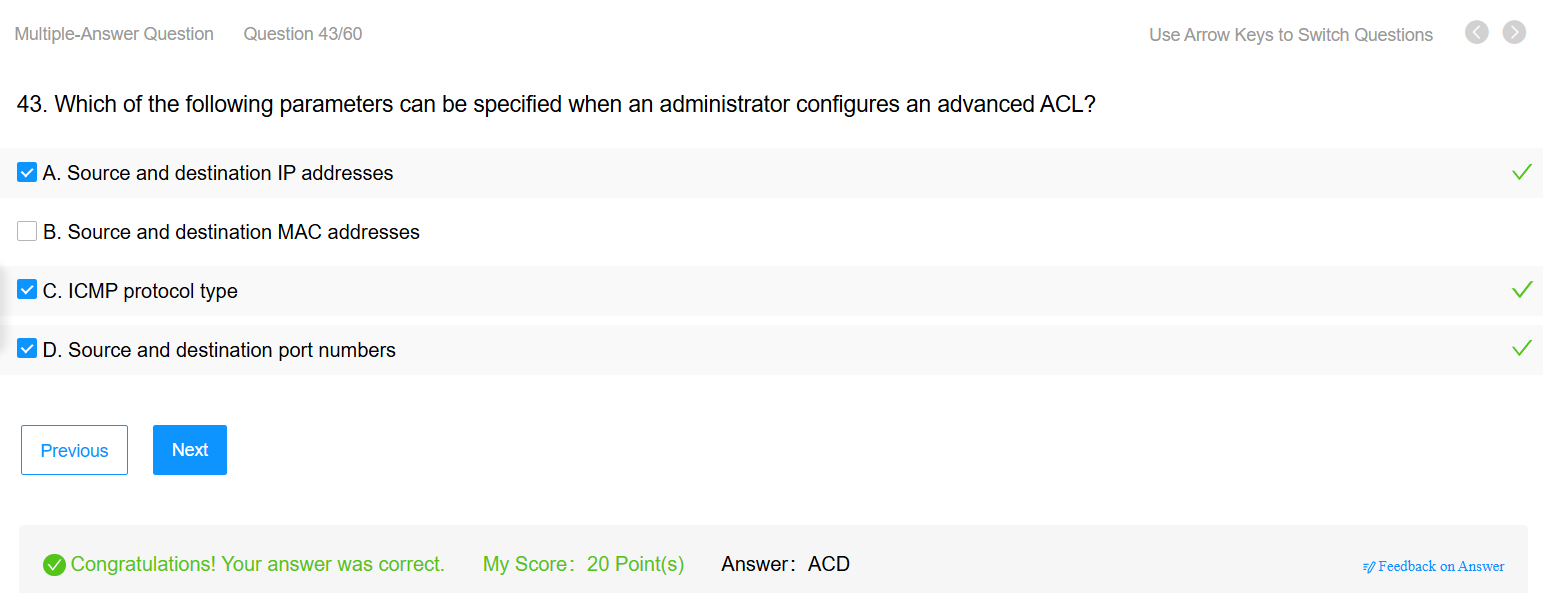 Multiple-Answer Question Question 43/60 Use Arrow Keys to Switch Questions
43. Which of the following parameters can be specified when an administrator configures an advanced ACL?
A. Source and destination IP addresses
B. Source and destination MAC addresses
C. ICMP protocol type
D. Source and destination port numbers
Previous Next
Congratulations! Your answer was correct. My Score: 20 Point(s) Answer: ACD Feedback on Answer